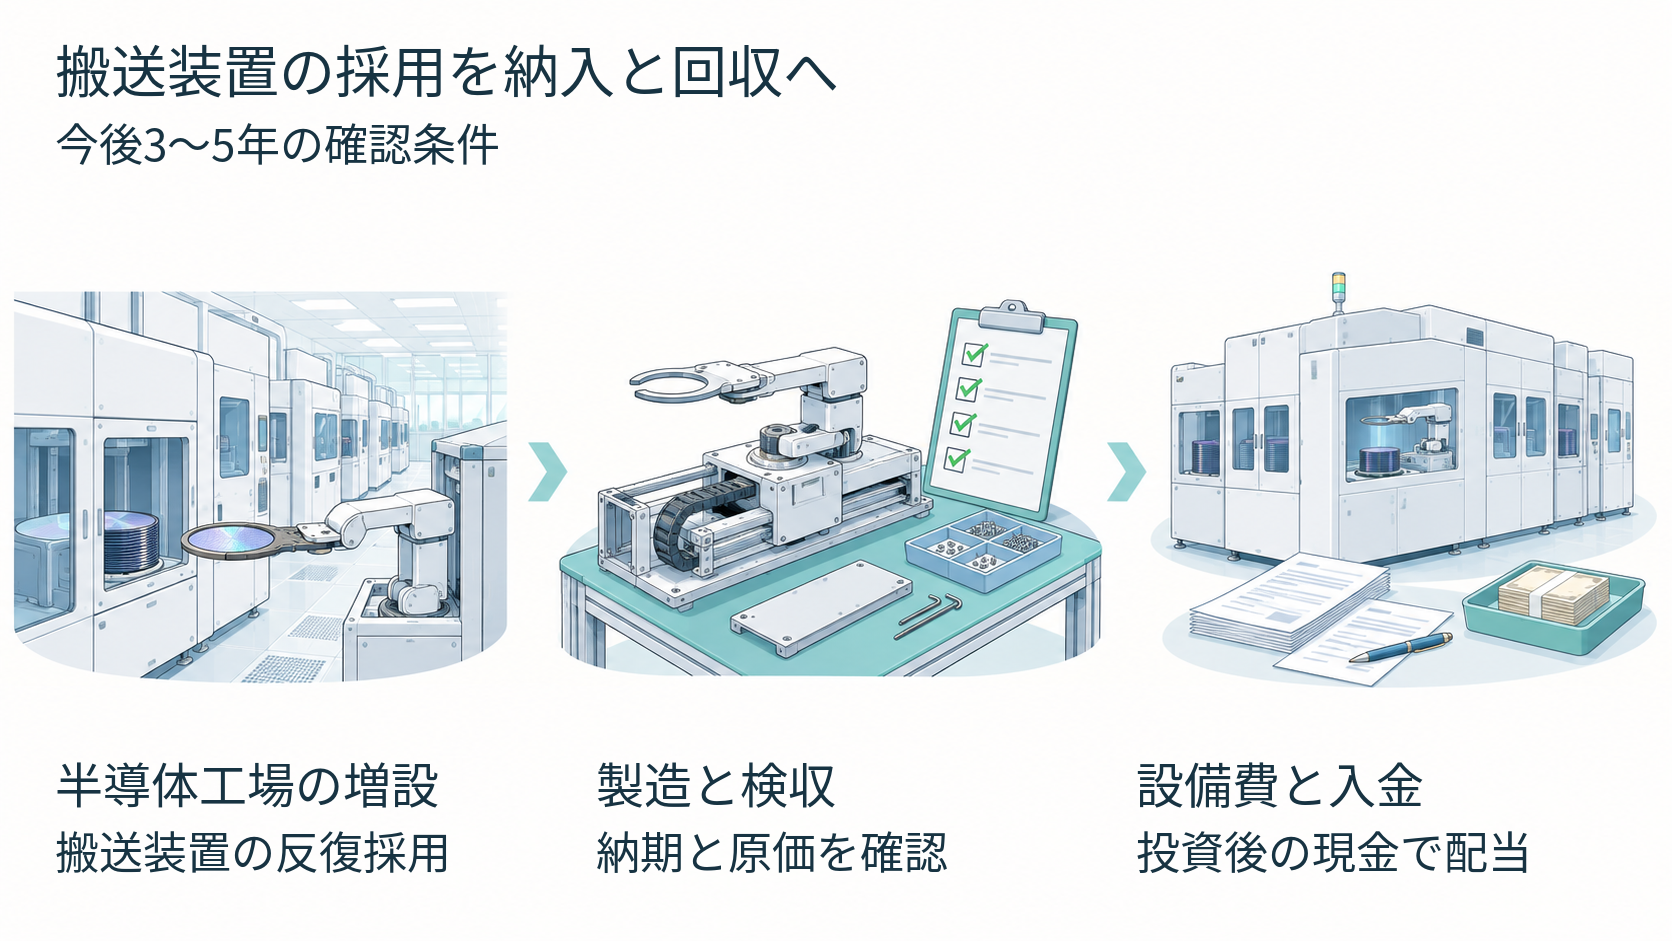 搬送装置の採用を納入と回収へ
今後3〜5年の確認条件
半導体工場の増設
搬送装置の反復採用
製造と検収
納期と原価を確認
設備費と入金
投資後の現金で配当